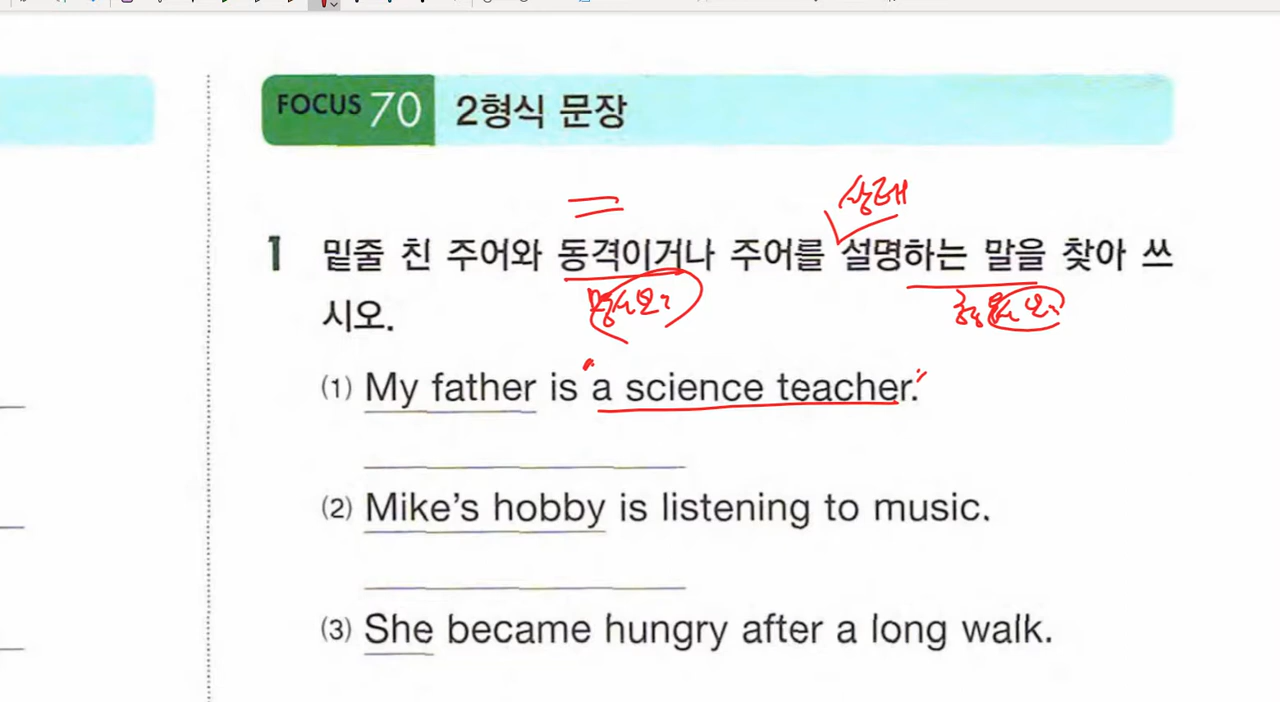 FOCUS 70 2형식 문장
상태
1 밑줄 친 주어와 동격이거나 주어를 설명하는 말을 찾아 쓰
시오.
(1) My father is "a science teacher."
(2) Mike's hobby is listening to music.
(3) She became hungry after a long walk.